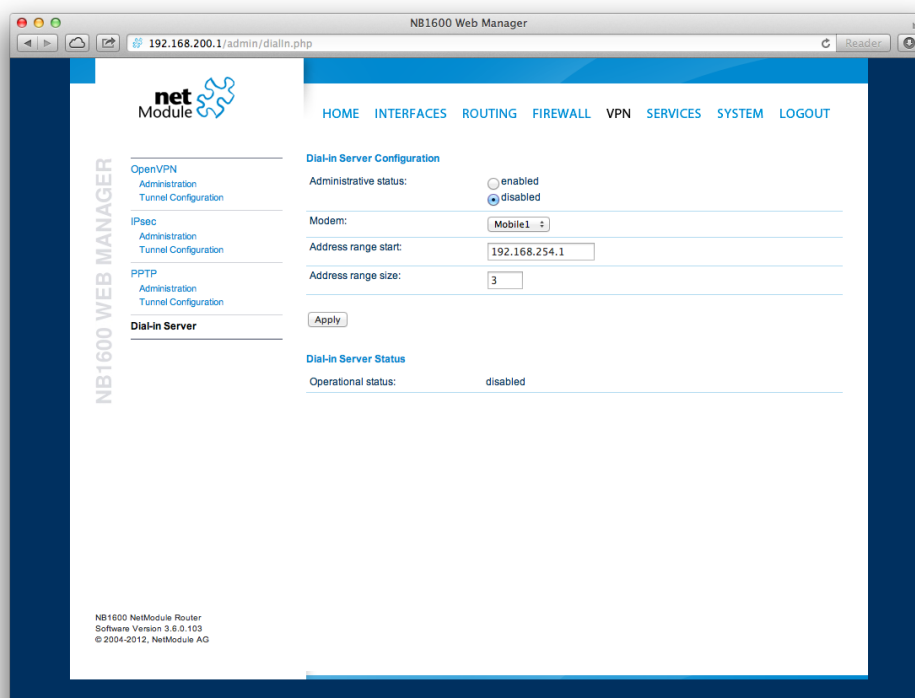 NB1600 Web Manager
192.168.200.1/admin/dialin.php
Reader
net
Module
HOME INTERFACES ROUTING FIREWALL VPN SERVICES SYSTEM LOGOUT
NB1600 WEB MANAGER
OpenVPN
Administration
Tunnel Configuration
IPsec
Administration
Tunnel Configuration
PPTP
Administration
Tunnel Configuration
Dial-in Server
Dial-in Server Configuration
Administrative status:
enabled
disabled
Modem: Mobile1
Address range start: 192.168.254.1
Address range size: 3
Apply
Dial-in Server Status
Operational status: disabled
NB1600 NetModule Router
Software Version 3.6.0.103
© 2004-2012, NetModule AG